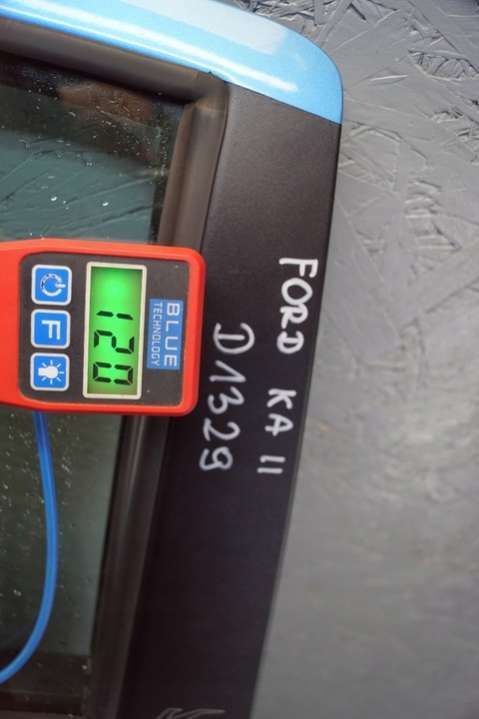 FORD KA II
D1329
BLUE
TECHNOLOGY
120
F